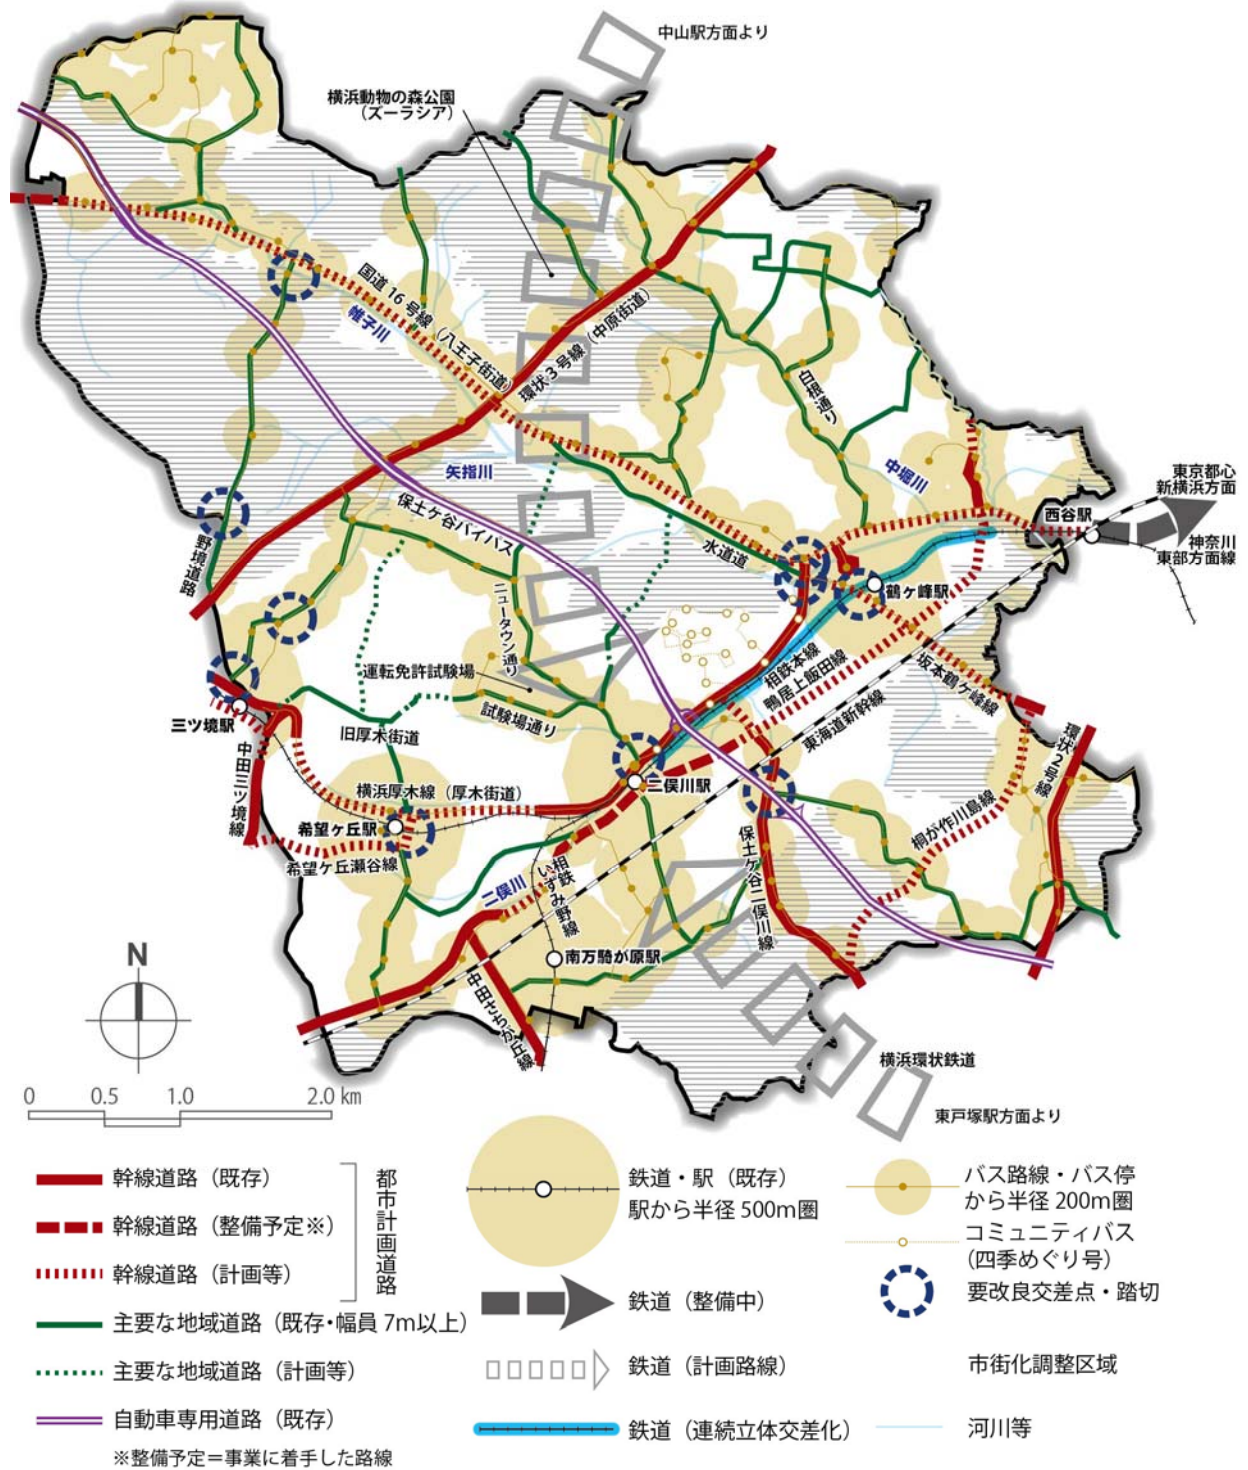 中山駅方面より
横浜動物の森公園
(ズーラシア)
国道16号線(八王子街道)
帷子川
環状3号線(中原街道)
白根通り
矢指川
中堀川
東京都心
新横浜方面
西谷駅
神奈川
東部方面線
保土ケ谷バイパス
野境道路
水道道
鶴ヶ峰駅
ニュータウン通り
運転免許試験場
相鉄本線
鴨居上飯田線
坂本鶴ヶ峰線
東海道新幹線
試験場通り
三ツ境駅
旧厚木街道
中田三ツ境線
環状2号線
横浜厚木線(厚木街道)
二俣川駅
希望ヶ丘駅
桐が作川島線
希望ケ丘瀬谷線
保土ケ谷二俣川線
二俣川
相鉄
いずみ野線
南万騎が原駅
中田さちが丘線
N
横浜環状鉄道
東戸塚駅方面より
0 0.5 1.0 2.0 km
幹線道路(既存)
幹線道路(整備予定※)
幹線道路(計画等)
都市計画道路
主要な地域道路(既存・幅員7m以上)
主要な地域道路(計画等)
自動車専用道路(既存)
※整備予定=事業に着手した路線
鉄道・駅(既存)
駅から半径500m圏
鉄道(整備中)
鉄道(計画路線)
鉄道(連続立体交差化)
バス路線・バス停
から半径200m圏
コミュニティバス
(四季めぐり号)
要改良交差点・踏切
市街化調整区域
河川等